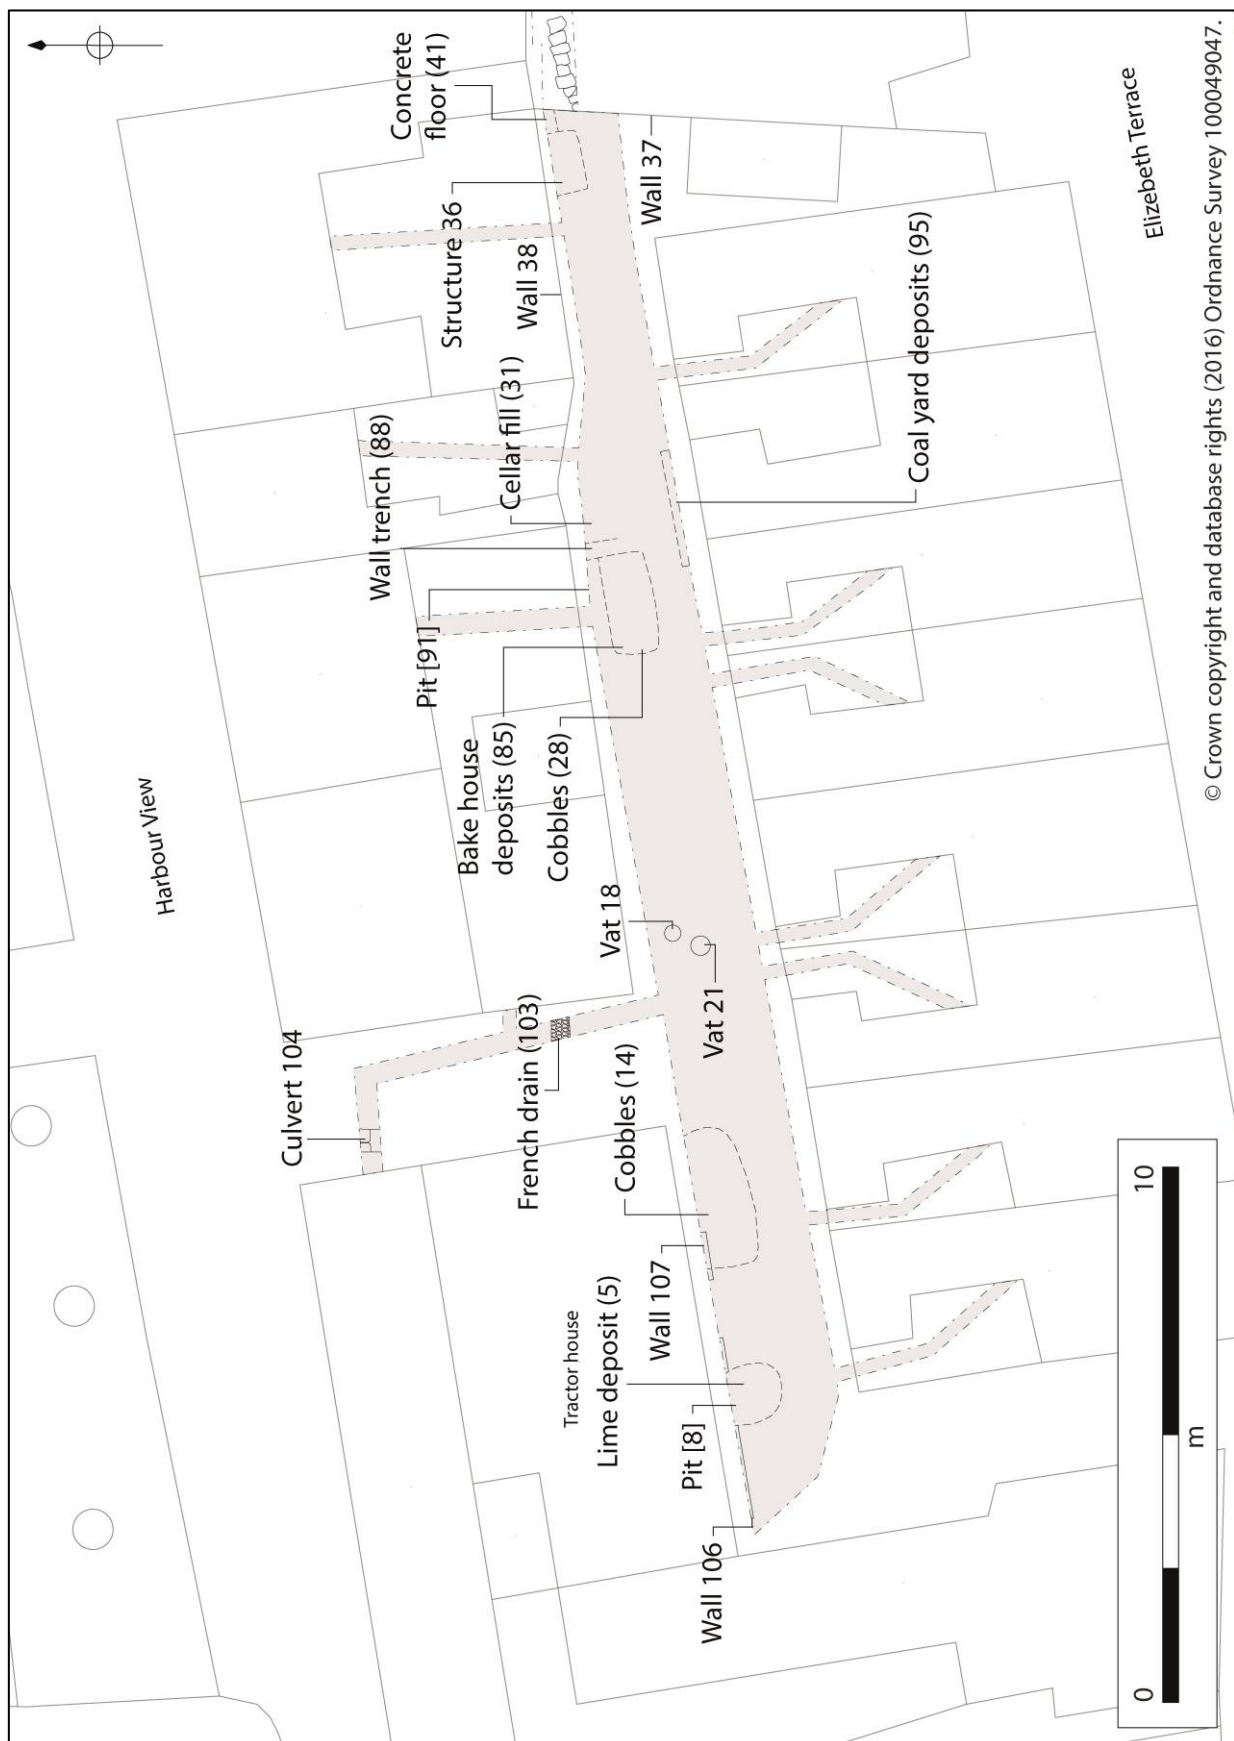 Harbour View
Culvert 104
French drain (103)
Tractor house
Lime deposit (5)
Wall 107
Cobbles (14)
Pit [8]
Wall 106
Vat 18
Vat 21
Bake house
deposits (85)
Cobbles (28)
Pit [91]
Wall trench (88)
Cellar fill (31)
Structure 36
Wall 38
Concrete
floor (41)
Wall 37
Coal yard deposits (95)
Elizebeth Terrace
0
10
m
© Crown copyright and database rights (2016) Ordnance Survey 100049047.